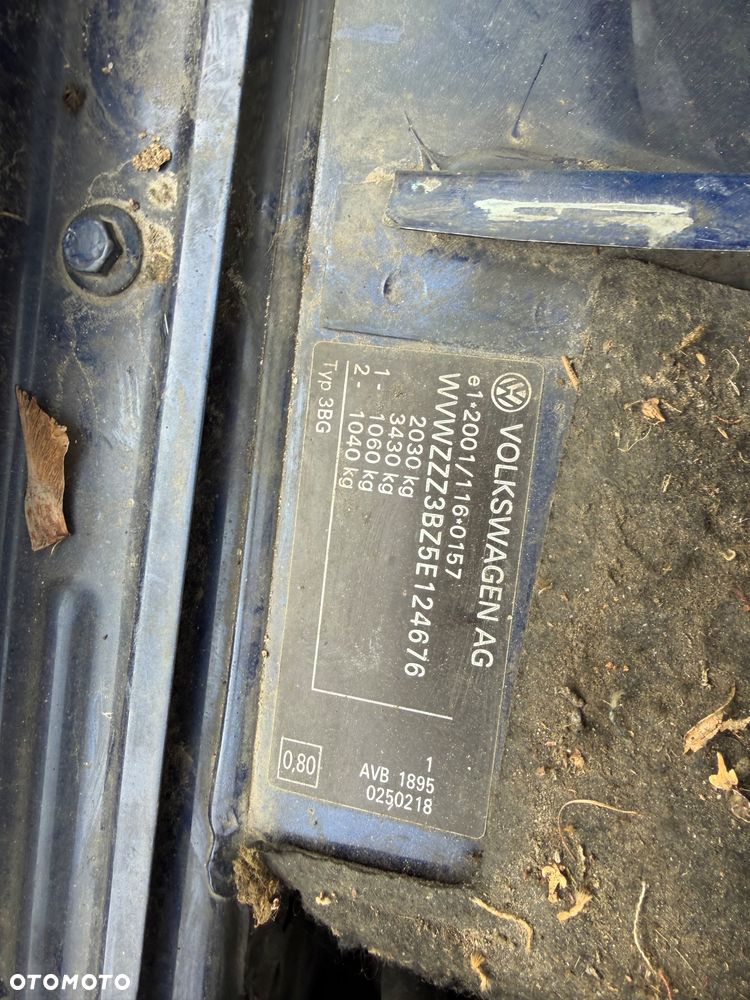 VOLKSWAGEN AG
e1*2001/116*0157
WVWZZZ3BZ5E124676
2030 kg
3430 kg
1- 1060 kg
2- 1040 kg
Typ 3BG
1
AVB 1895
0250218
0,80
OTOMOTO